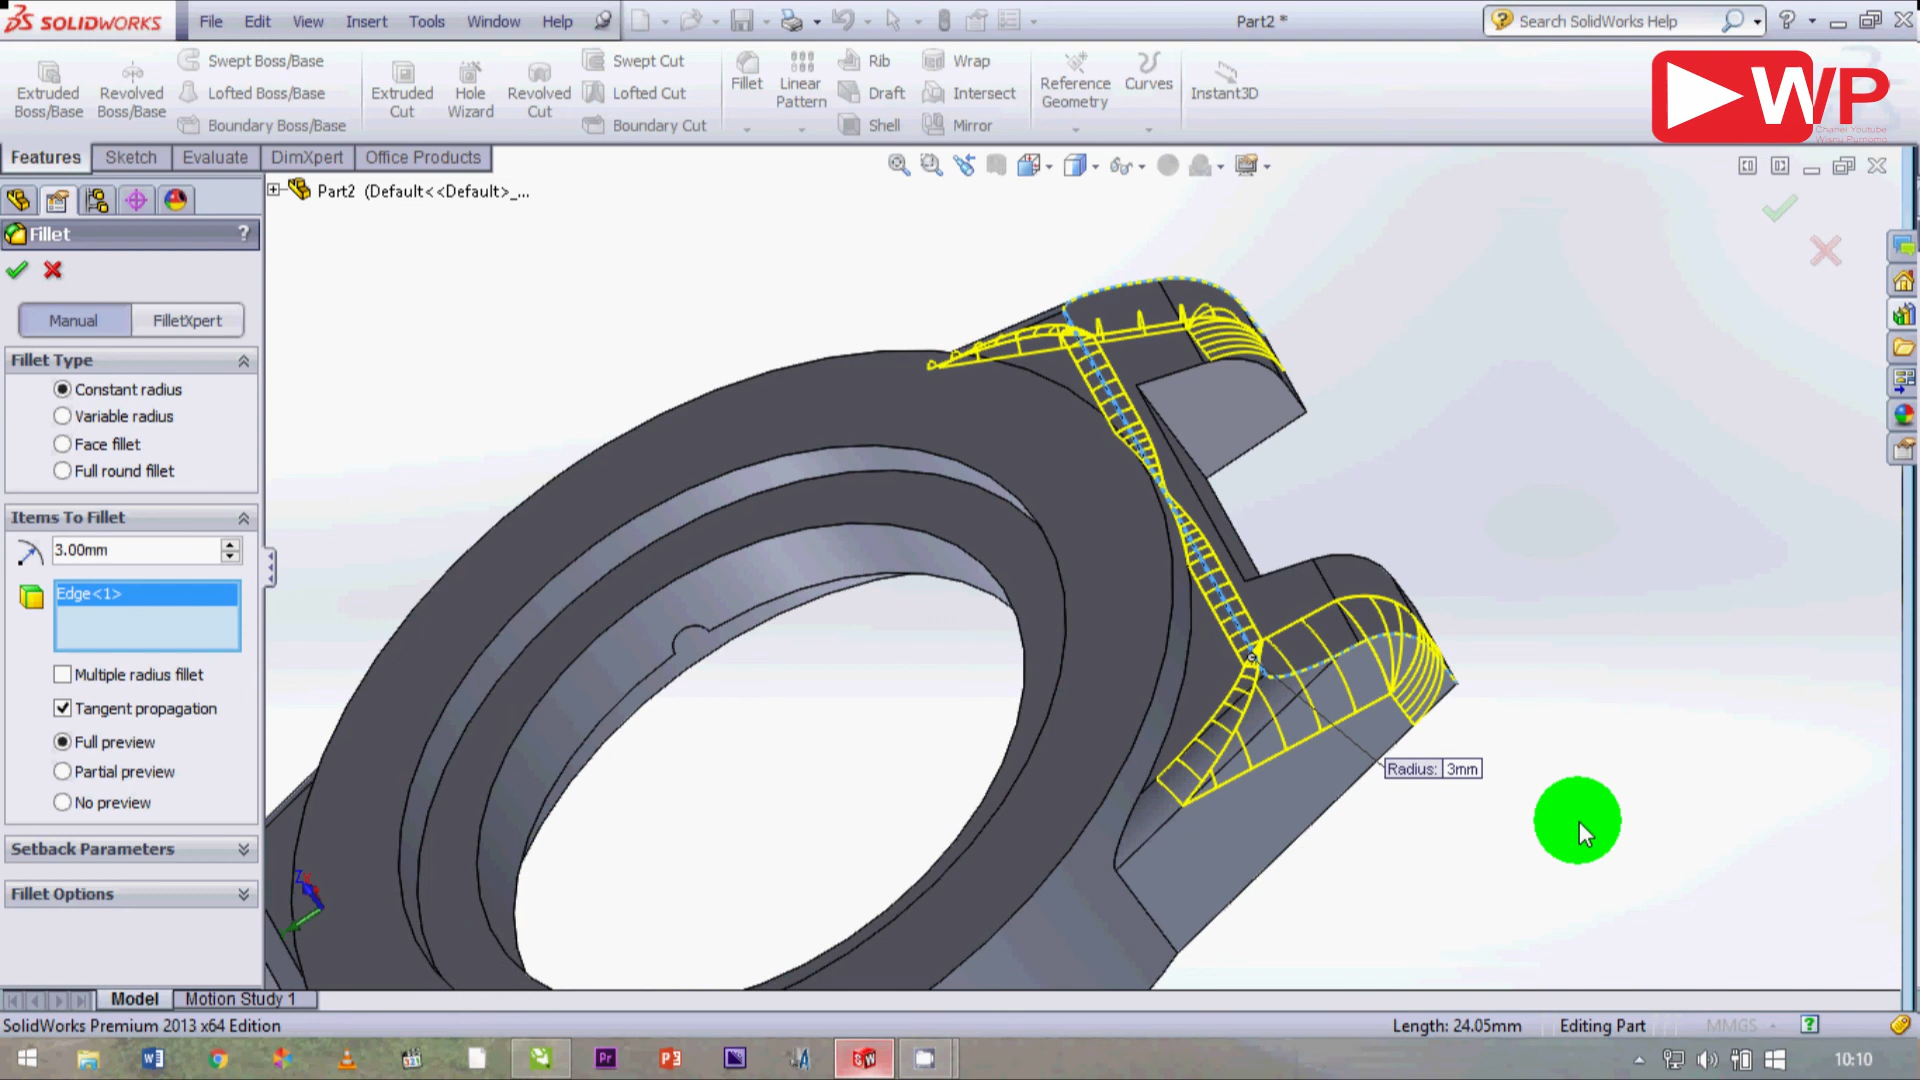 SOLIDWORKS File Edit View Insert Tools Window Help Part2 * Search SolidWorks Help
Extruded Boss/Base
Revolved Boss/Base
Swept Boss/Base
Lofted Boss/Base
Boundary Boss/Base
Extruded Cut
Hole Wizard
Revolved Cut
Swept Cut
Lofted Cut
Boundary Cut
Fillet
Linear Pattern
Rib
Draft
Shell
Wrap
Intersect
Mirror
Reference Geometry
Curves
Instant3D
WP
Chanel Youtube
Wisnu Purnomo
Features Sketch Evaluate DimXpert Office Products
Part2 (Default<<Default>_...
Fillet ?
Manual FilletXpert
Fillet Type
Constant radius
Variable radius
Face fillet
Full round fillet
Items To Fillet
3.00mm
Edge<1>
Multiple radius fillet
Tangent propagation
Full preview
Partial preview
No preview
Setback Parameters
Fillet Options
Z
Radius: 3mm
Model Motion Study 1
SolidWorks Premium 2013 x64 Edition Length: 24.05mm Editing Part MMGS
10:10